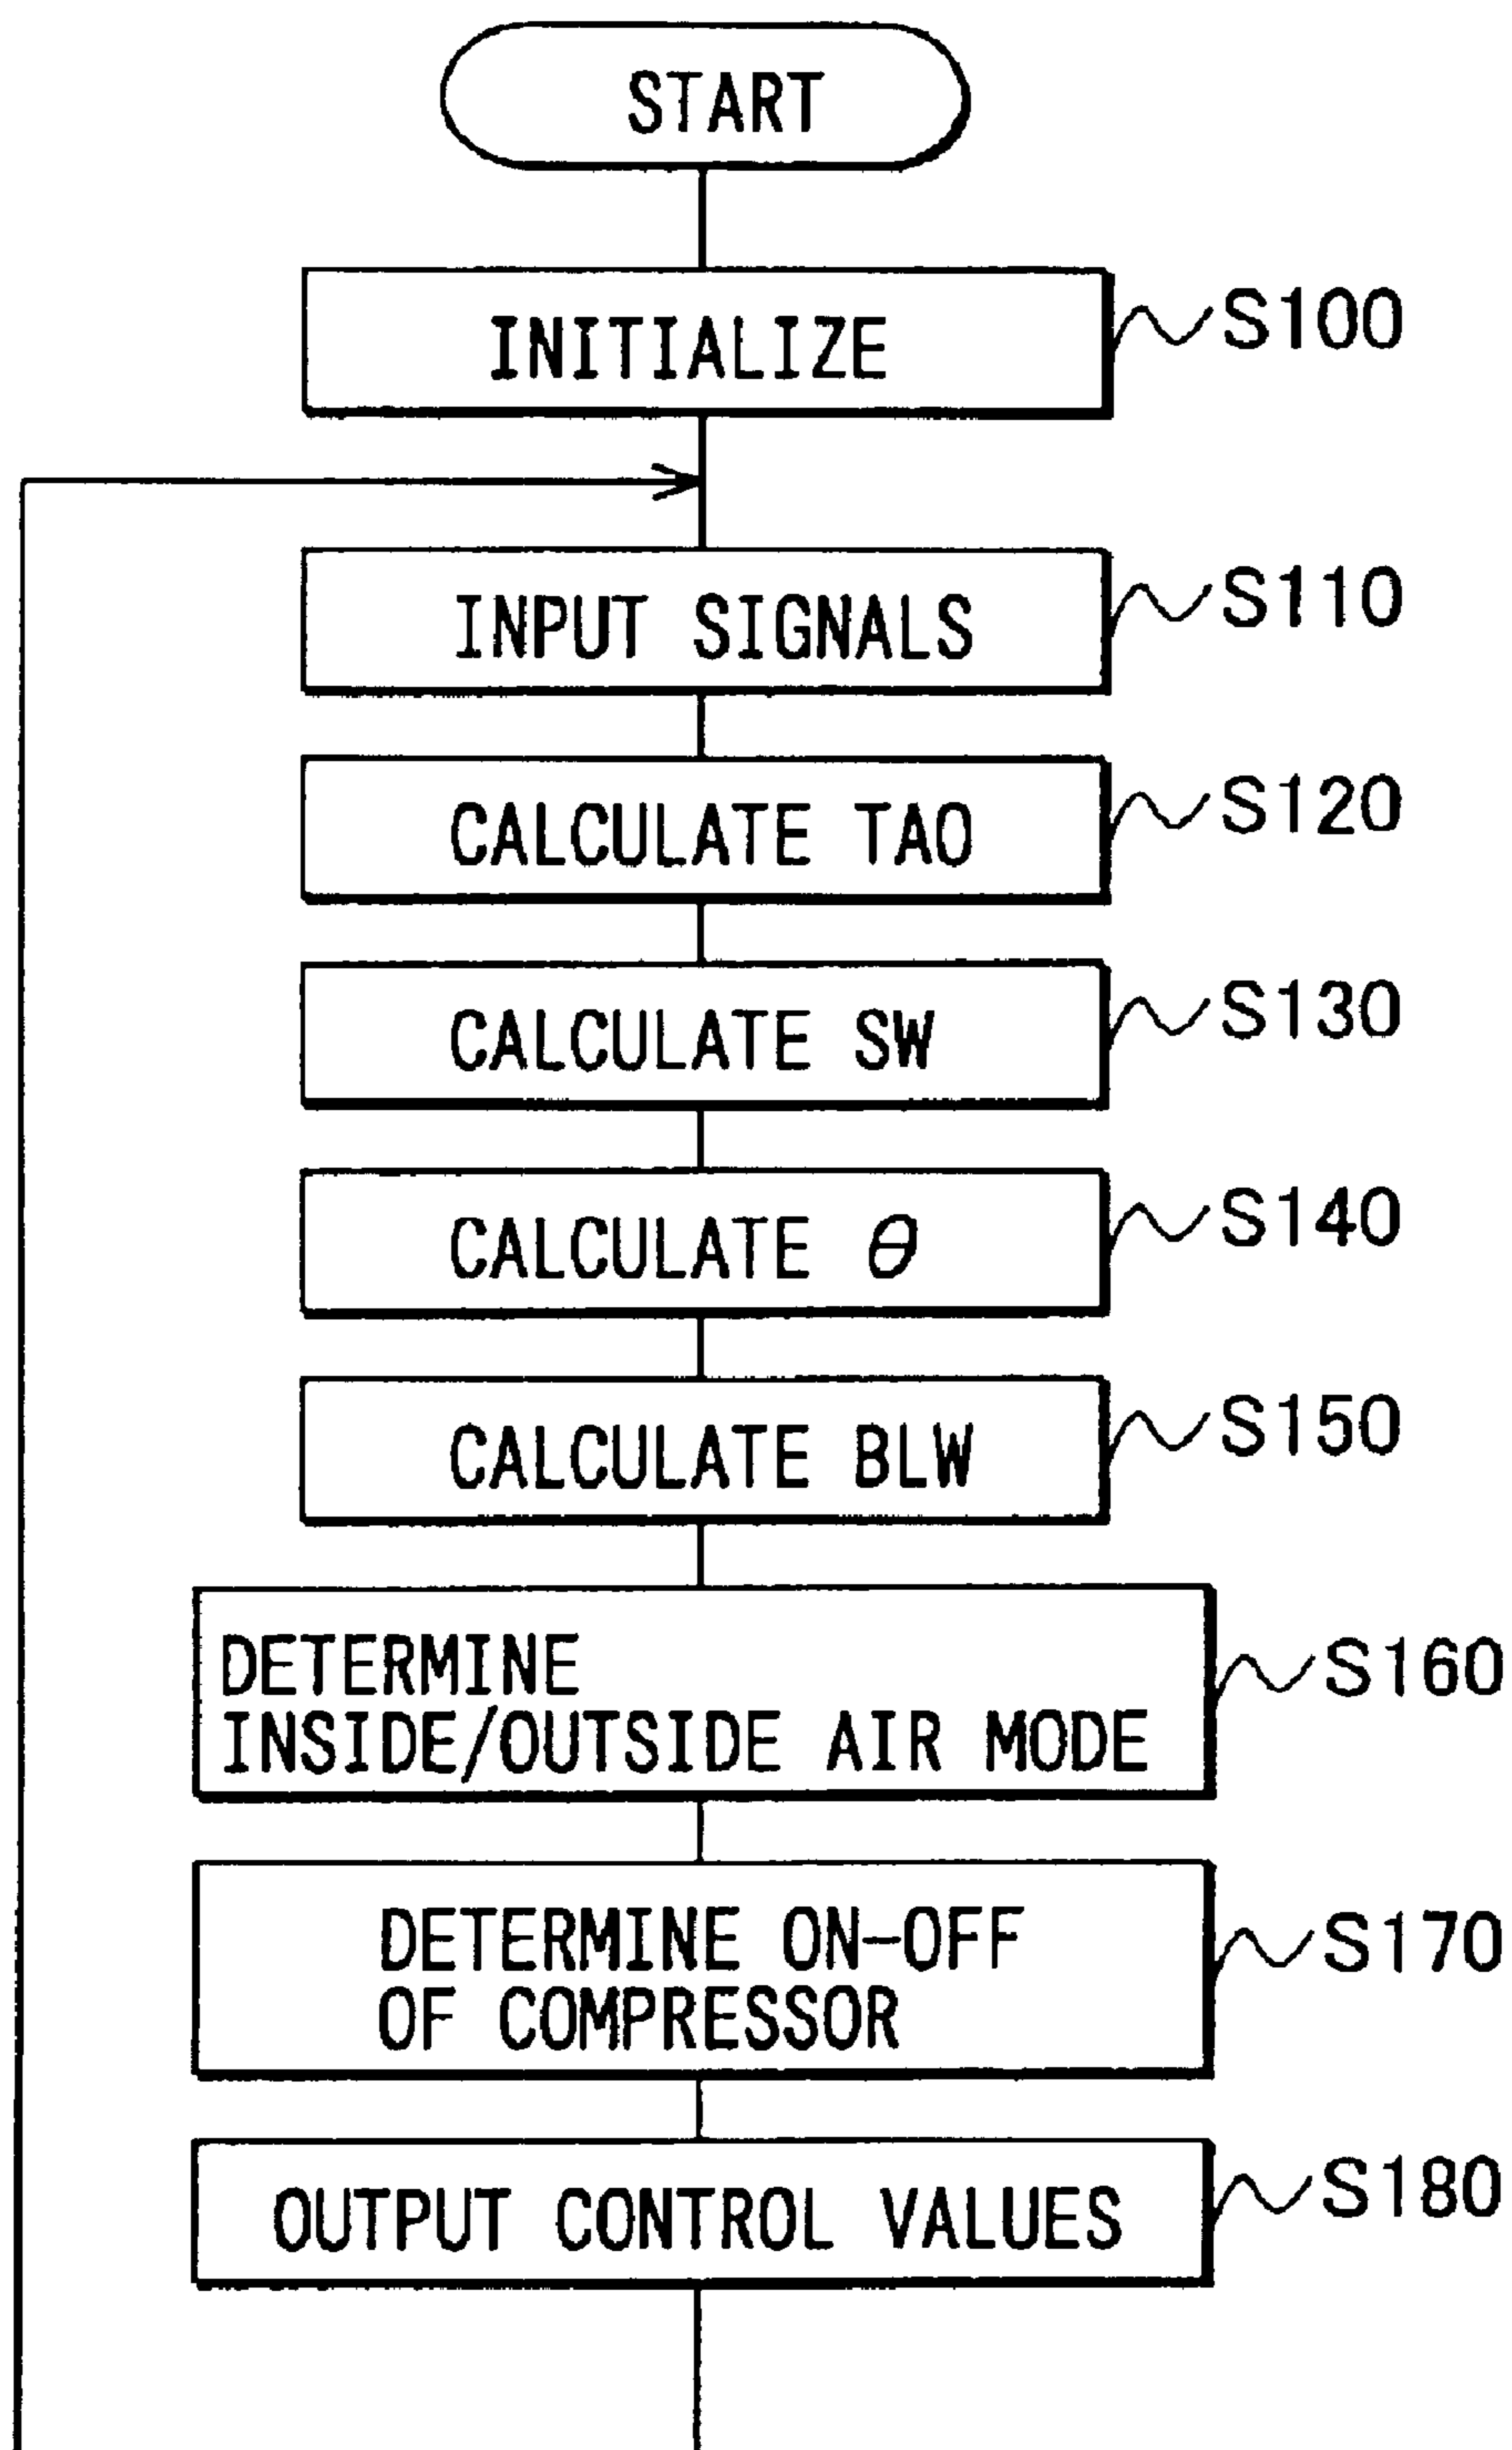 START
INITIALIZE
S100
INPUT SIGNALS
S110
CALCULATE TAO
S120
CALCULATE SW
S130
CALCULATE θ
S140
CALCULATE BLW
S150
DETERMINE
INSIDE/OUTSIDE AIR MODE
S160
DETERMINE ON-OFF
OF COMPRESSOR
S170
OUTPUT CONTROL VALUES
S180